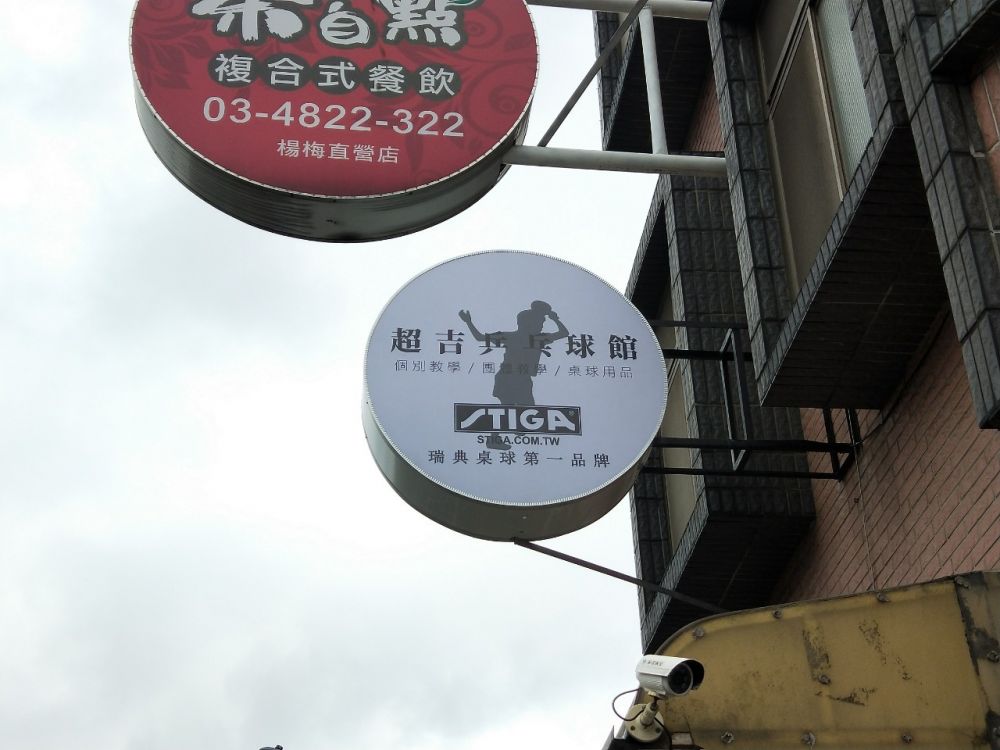 自點
複合式餐飲
03-4822-322
楊梅直營店
超吉乒乓球館
個別教學 / 團體教學 / 桌球用品
STIGA®
STIGA.COM.TW
瑞典桌球第一品牌